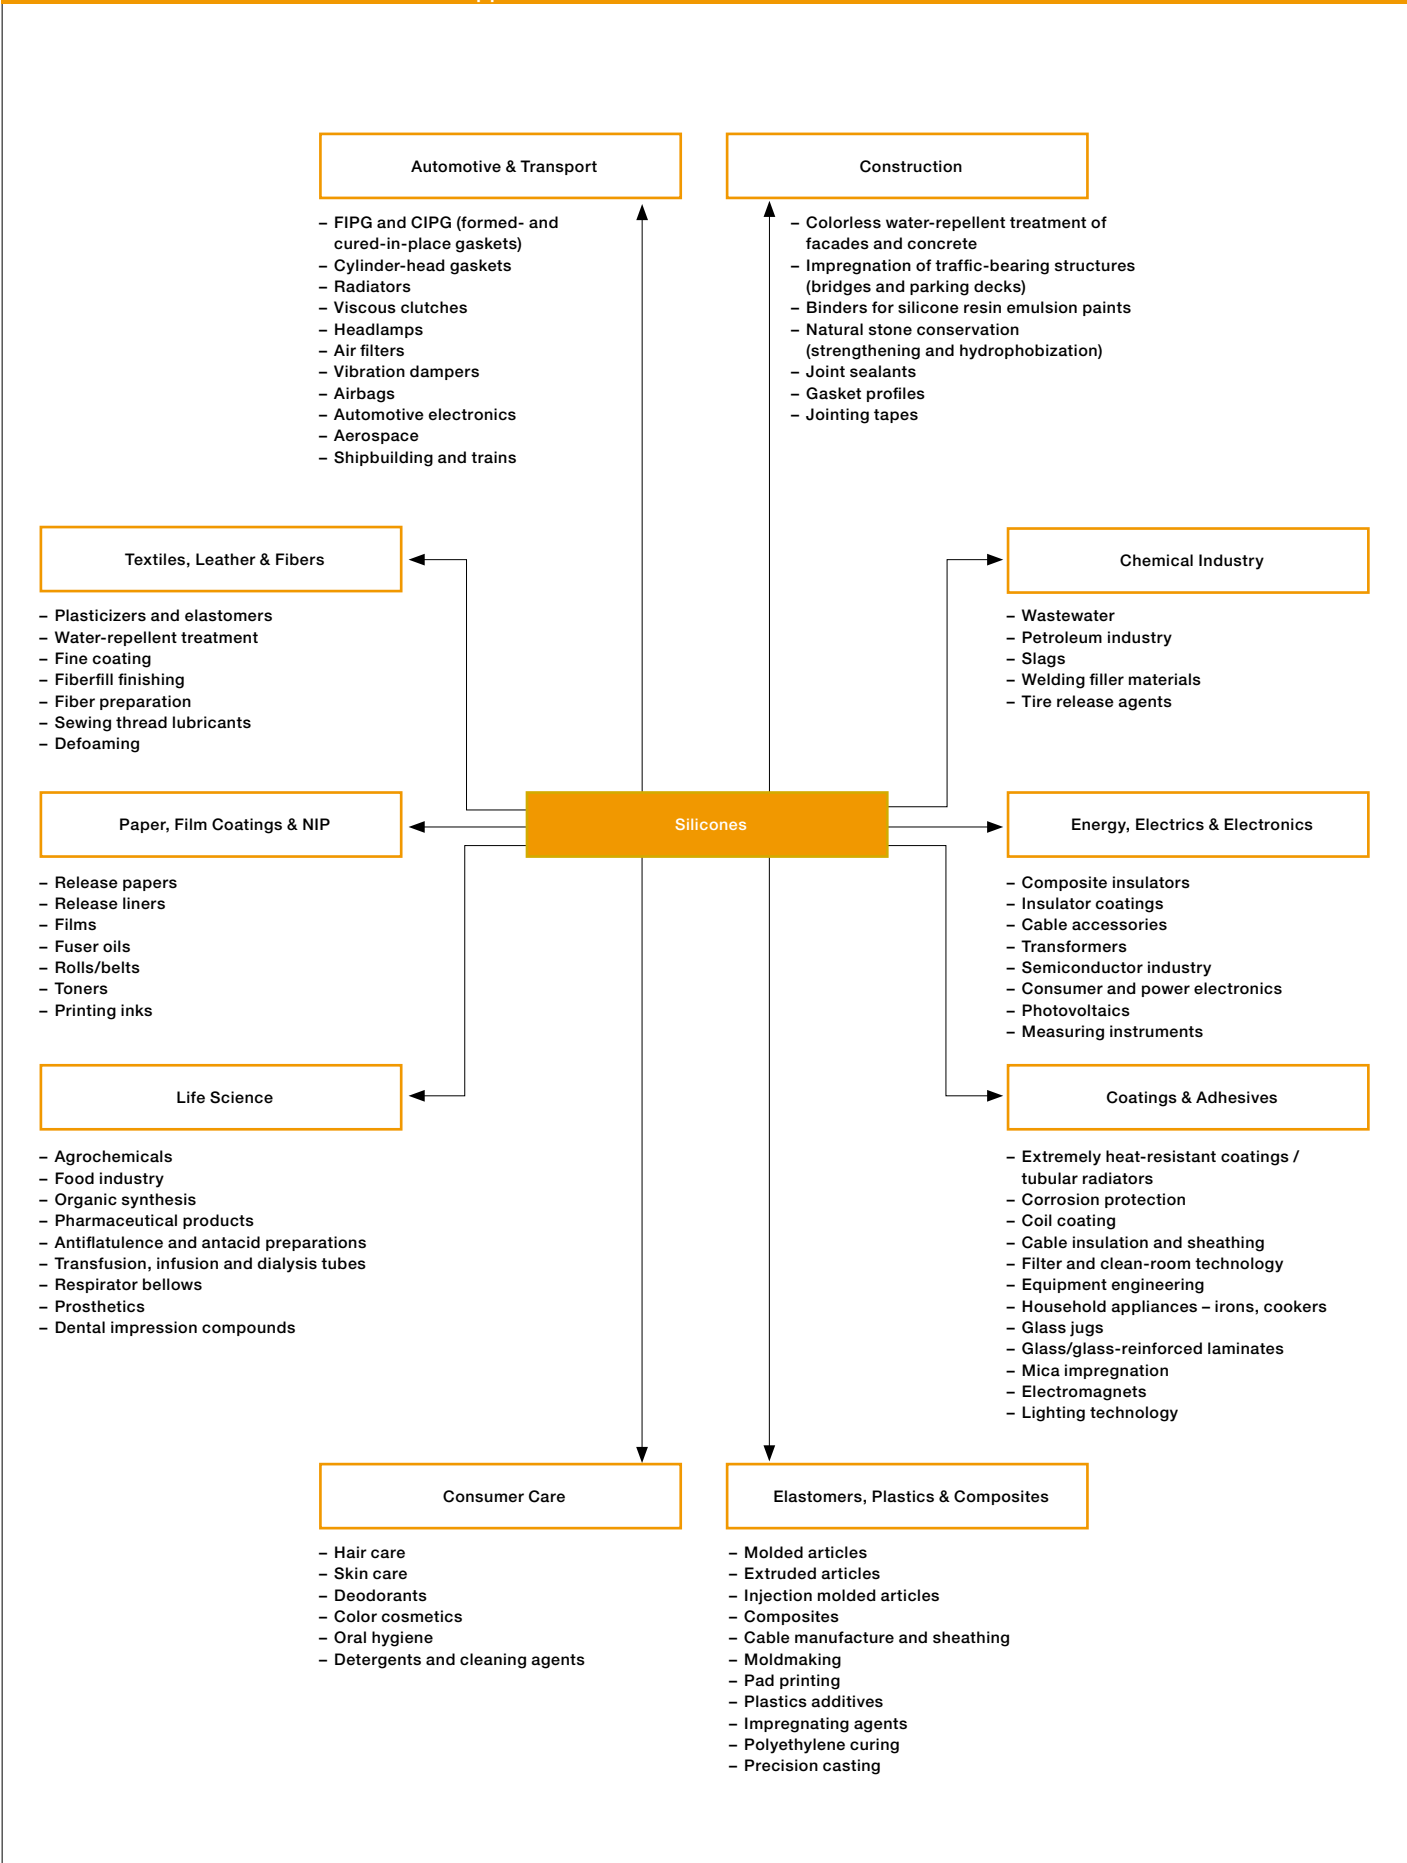 Automotive & Transport
– FIPG and CIPG (formed- and
cured-in-place gaskets)
– Cylinder-head gaskets
– Radiators
– Viscous clutches
– Headlamps
– Air filters
– Vibration dampers
– Airbags
– Automotive electronics
– Aerospace
– Shipbuilding and trains
Construction
– Colorless water-repellent treatment of
facades and concrete
– Impregnation of traffic-bearing structures
(bridges and parking decks)
– Binders for silicone resin emulsion paints
– Natural stone conservation
(strengthening and hydrophobization)
– Joint sealants
– Gasket profiles
– Jointing tapes
Textiles, Leather & Fibers
– Plasticizers and elastomers
– Water-repellent treatment
– Fine coating
– Fiberfill finishing
– Fiber preparation
– Sewing thread lubricants
– Defoaming
Chemical Industry
– Wastewater
– Petroleum industry
– Slags
– Welding filler materials
– Tire release agents
Paper, Film Coatings & NIP
– Release papers
– Release liners
– Films
– Fuser oils
– Rolls/belts
– Toners
– Printing inks
Silicones
Energy, Electrics & Electronics
– Composite insulators
– Insulator coatings
– Cable accessories
– Transformers
– Semiconductor industry
– Consumer and power electronics
– Photovoltaics
– Measuring instruments
Life Science
– Agrochemicals
– Food industry
– Organic synthesis
– Pharmaceutical products
– Antiflatulence and antacid preparations
– Transfusion, infusion and dialysis tubes
– Respirator bellows
– Prosthetics
– Dental impression compounds
Coatings & Adhesives
– Extremely heat-resistant coatings /
tubular radiators
– Corrosion protection
– Coil coating
– Cable insulation and sheathing
– Filter and clean-room technology
– Equipment engineering
– Household appliances – irons, cookers
– Glass jugs
– Glass/glass-reinforced laminates
– Mica impregnation
– Electromagnets
– Lighting technology
Consumer Care
– Hair care
– Skin care
– Deodorants
– Color cosmetics
– Oral hygiene
– Detergents and cleaning agents
Elastomers, Plastics & Composites
– Molded articles
– Extruded articles
– Injection molded articles
– Composites
– Cable manufacture and sheathing
– Moldmaking
– Pad printing
– Plastics additives
– Impregnating agents
– Polyethylene curing
– Precision casting